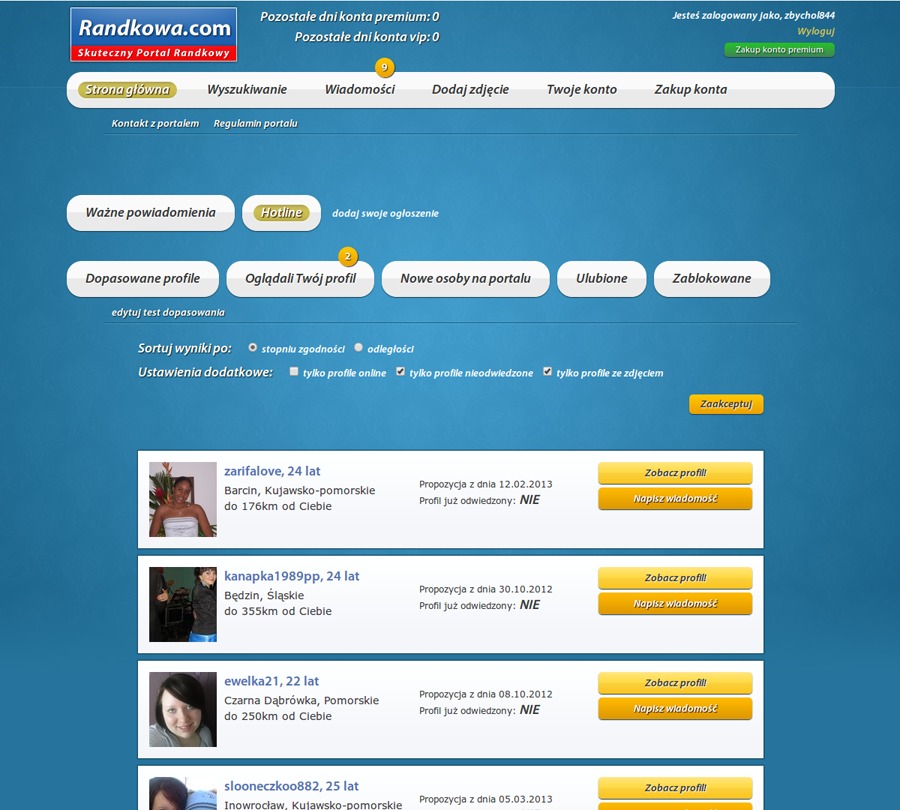 Randkowa.com
Skuteczny Portal Randkowy
Pozostałe dni konta premium: 0
Pozostałe dni konta vip: 0
Jesteś zalogowany jako, zbychol844
Wyloguj
Zakup konto premium
9
Strona główna Wyszukiwanie Wiadomości Dodaj zdjęcie Twoje konto Zakup konta
Kontakt z portalem Regulamin portalu
Ważne powiadomienia Hotline dodaj swoje ogłoszenie
2
Dopasowane profile Oglądali Twój profil Nowe osoby na portalu Ulubione Zablokowane
edytuj test dopasowania
Sortuj wyniki po: stopniu zgodności odległości
Ustawienia dodatkowe: tylko profile online tylko profile nieodwiedzone tylko profile ze zdjęciem
Zaakceptuj
zarifalove, 24 lat
Barcin, Kujawsko-pomorskie
do 176km od Ciebie
Propozycja z dnia 12.02.2013
Profil już odwiedzony: NIE
Zobacz profil!
Napisz wiadomość
kanapka1989pp, 24 lat
Będzin, Śląskie
do 355km od Ciebie
Propozycja z dnia 30.10.2012
Profil już odwiedzony: NIE
Zobacz profil!
Napisz wiadomość
ewelka21, 22 lat
Czarna Dąbrówka, Pomorskie
do 250km od Ciebie
Propozycja z dnia 08.10.2012
Profil już odwiedzony: NIE
Zobacz profil!
Napisz wiadomość
slooneczkoo882, 25 lat
Inowrocław, Kujawsko-pomorskie
Propozycja z dnia 05.03.2013
Zobacz profil!